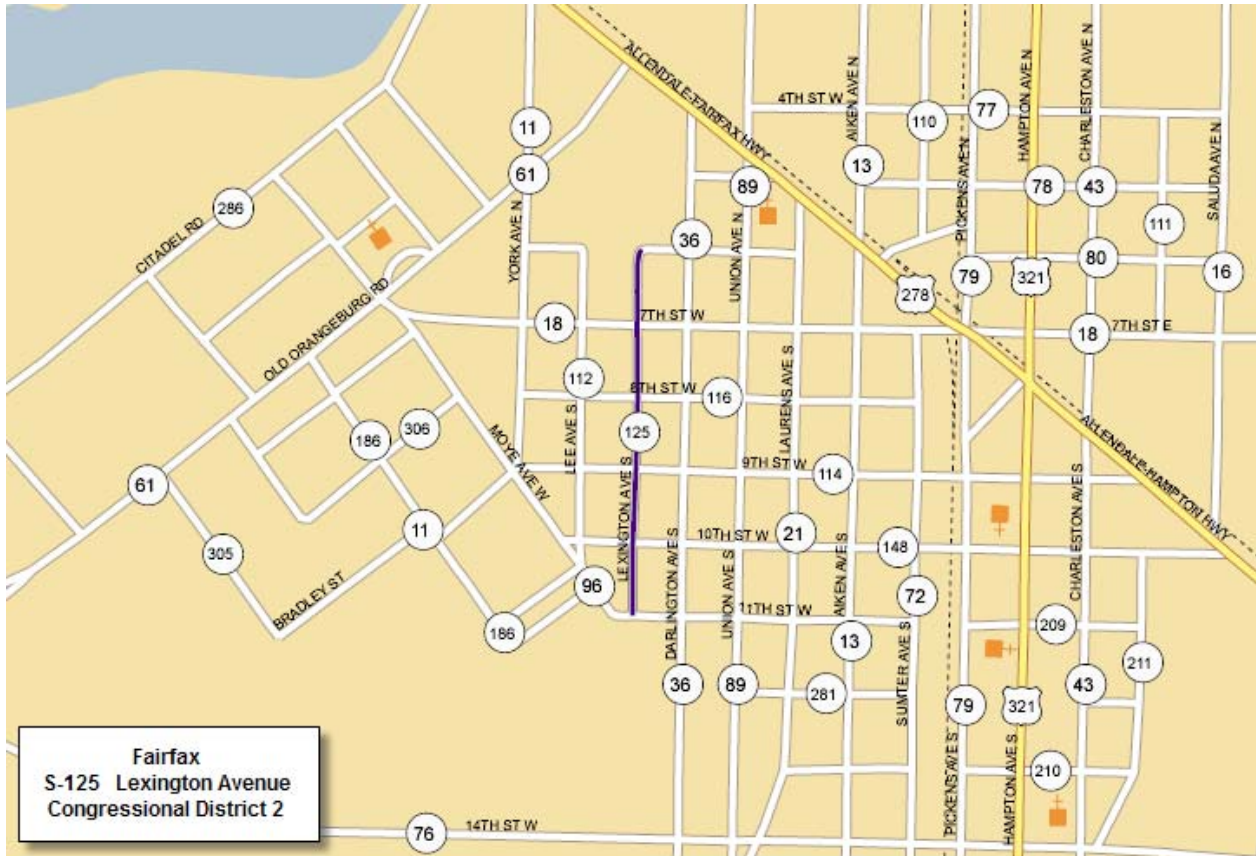 ALLENDALE-FAIRFAX HWY
AIKEN AVE N
HAMPTON AVE N
CHARLESTON AVE N
4TH ST W
77
110
11
13
PICKENS AVE N
61
89
78
43
SALUDA AVE N
286
CITADEL RD
YORK AVE N
36
UNION AVE N
111
80
79
321
16
278
OLD ORANGEBURG RD
18
7TH ST W
18
7TH ST E
112
8TH ST W
116
LAURENS AVE S
306
186
MOYE AVE W
LEE AVE S
125
LEXINGTON AVE S
9TH ST W
114
ALLENDALE-HAMPTON HWY
61
11
305
10TH ST W
21
148
CHARLESTON AVE S
BRADLEY ST
96
DARLINGTON AVE S
UNION AVE S
AIKEN AVE S
72
11TH ST W
186
13
209
211
36
89
281
SUMTER AVE S
79
321
43
PICKENS AVE S
HAMPTON AVE S
210
76
14TH ST W
Fairfax
S-125 Lexington Avenue
Congressional District 2